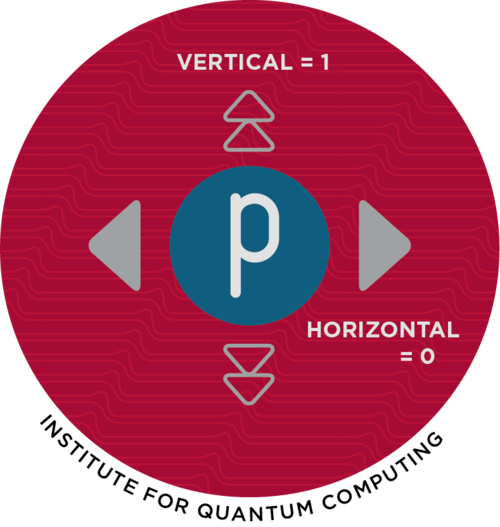 VERTICAL = 1
p
HORIZONTAL
= 0
INSTITUTE FOR QUANTUM COMPUTING